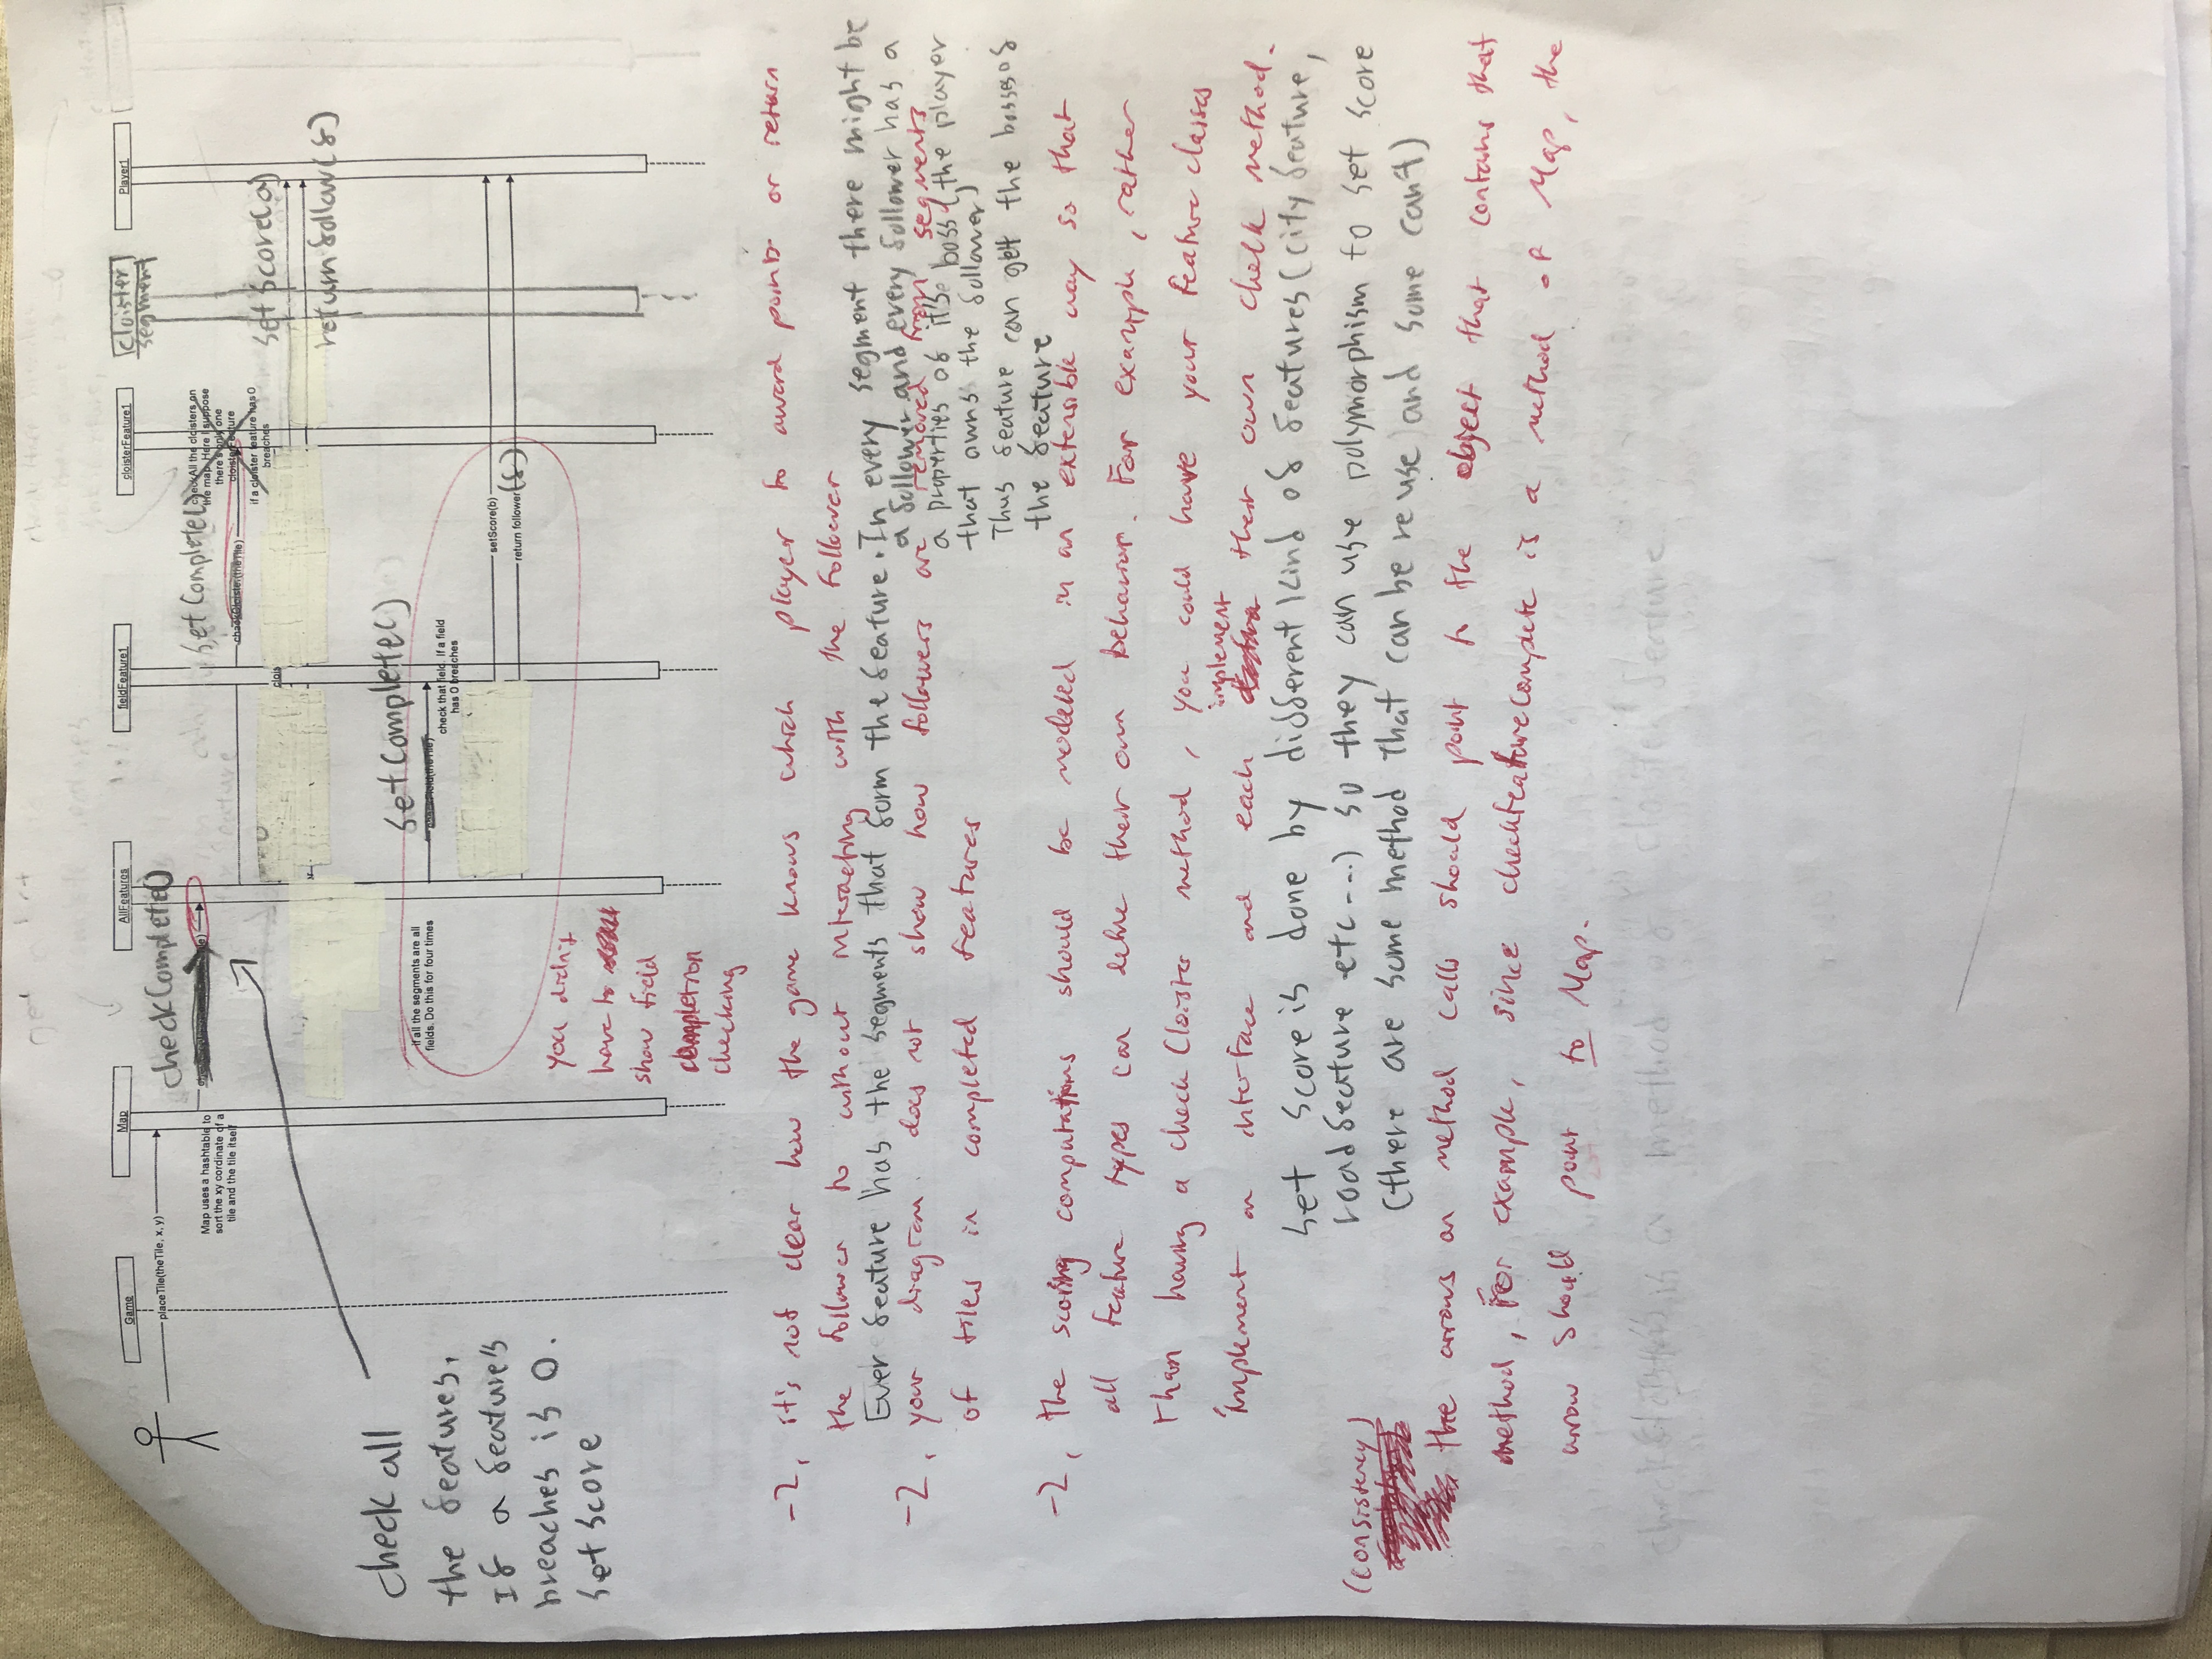 Game
Map
AllFeatures
fieldFeature1
cloisterFeature1
cloister
segment
Player1
placeTile(theTile, x, y)
Map uses a hashtable to
sort the xy cordinate of a
tile and the tile itself
checkComplete()
SetComplete()
checkAll the cloisters on
the map. Here I suppose
there's only one
cloisterFeature
checkCloister(theTile)
if a cloister feature has 0
breaches
clois
Set Score(a)
return follow(f)
check all
the features,
If a feature's
breaches is 0.
Set Score
SetComplete()
If all the segments are all
fields. Do this for four times
checkField(theTile)
check that field. If a field
has 0 breaches
setScore(b)
return follower (f)
you didn't
have to
show field
completion
checking
-2, it's not clear how the game knows which player to award points or return
the follower to without interacting with the follower
Ever feature has the segments that form the feature. In every segment there might be
a follower and every follower has a
a properties of it's boss (the player
that owns the follower)
Thus feature can get the bosses of
the feature
-2, your diagram does not show how followers are removed from segments
of tiles in completed features
-2, the scoring computations should be modeled in an extensible way so that
all feature types can define their own behavior. For example, rather
than having a checkCloister method, you could have your feature classes
implement an interface and each implement their own check method.
Set score is done by different kind of features (city feature,
road feature etc...) so they can use polymorphism to set score
(there are some method that can be reuse and some can't)
(consistency)
the arrows on method calls should point to the object that contains that
method, For example, since checkFeatureComplete is a method of Map, the
arrow should point to Map.
is a method of cloister feature